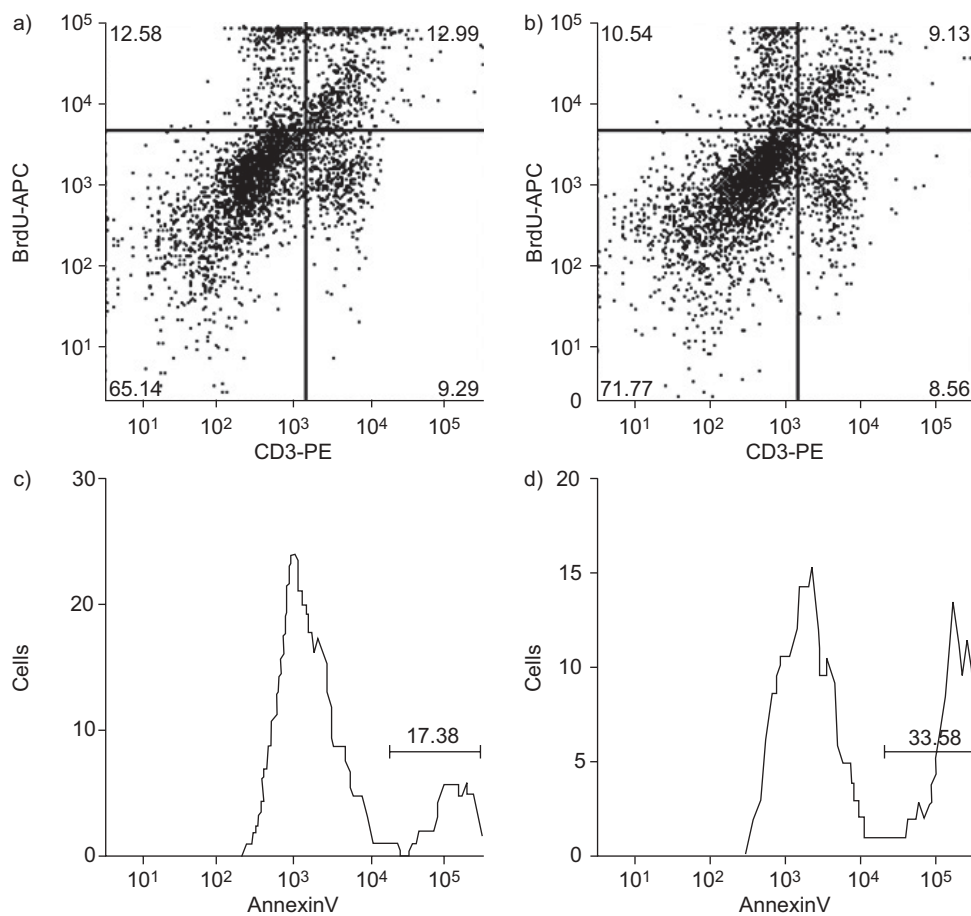 a)
10⁵
12.58
12.99
10⁴
BrdU-APC
10³
10²
10¹
65.14
9.29
10¹ 10² 10³ 10⁴ 10⁵
CD3-PE
b)
10⁵
10.54
9.13
10⁴
BrdU-APC
10³
10²
10¹
71.77
8.56
0
10¹ 10² 10³ 10⁴ 10⁵
CD3-PE
c)
30
20
Cells
17.38
10
0
10¹ 10² 10³ 10⁴ 10⁵
AnnexinV
d)
20
15
10
Cells
33.58
5
0
10¹ 10² 10³ 10⁴ 10⁵
AnnexinV